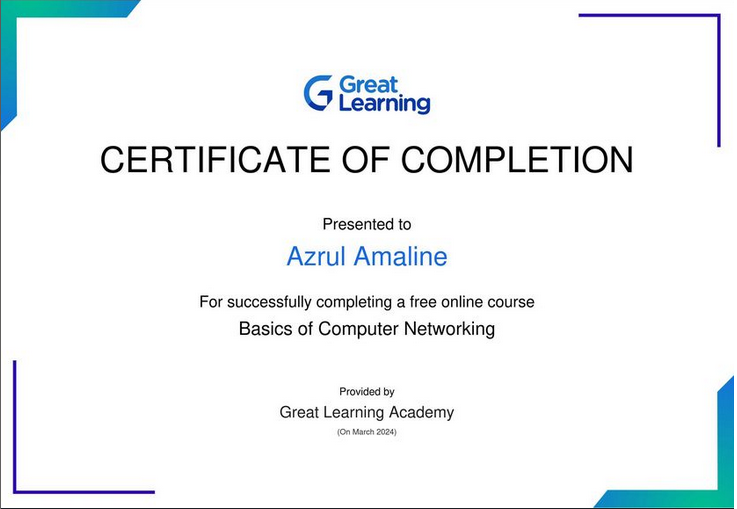 Great
Learning
CERTIFICATE OF COMPLETION
Presented to
Azrul Amaline
For successfully completing a free online course
Basics of Computer Networking
Provided by
Great Learning Academy
(On March 2024)